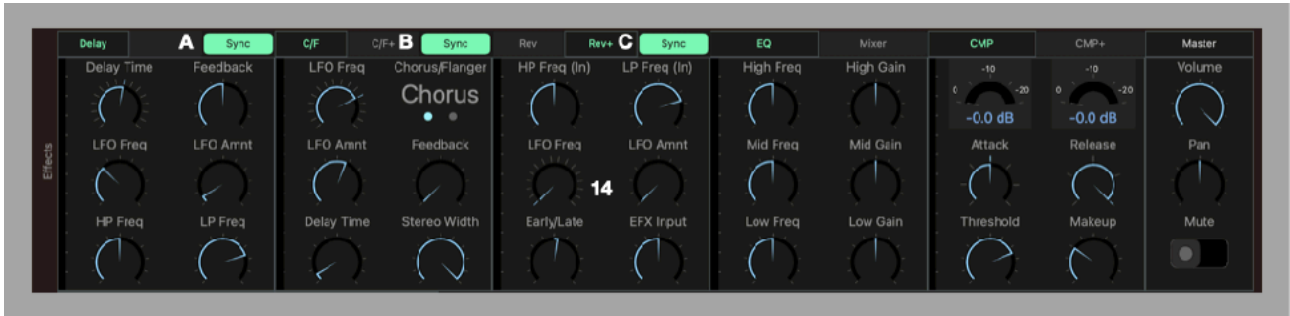 Delay A Sync C/F C/F+ B Sync Rev Rev+ C Sync EQ Mixer CMP CMP+ Master
Delay Time Feedback LFO Freq Chorus/Flanger HP Freq (In) LP Freq (In) High Freq High Gain -10 -10 Volume
Chorus 0 -20 0 -20
-0.0 dB -0.0 dB
Effects
LFO Freq LFO Amnt LFO Amnt Feedback LFO Freq LFO Amnt Mid Freq Mid Gain Attack Release Pan
14
HP Freq LP Freq Delay Time Stereo Width Early/Late EFX Input Low Freq Low Gain Threshold Makeup Mute